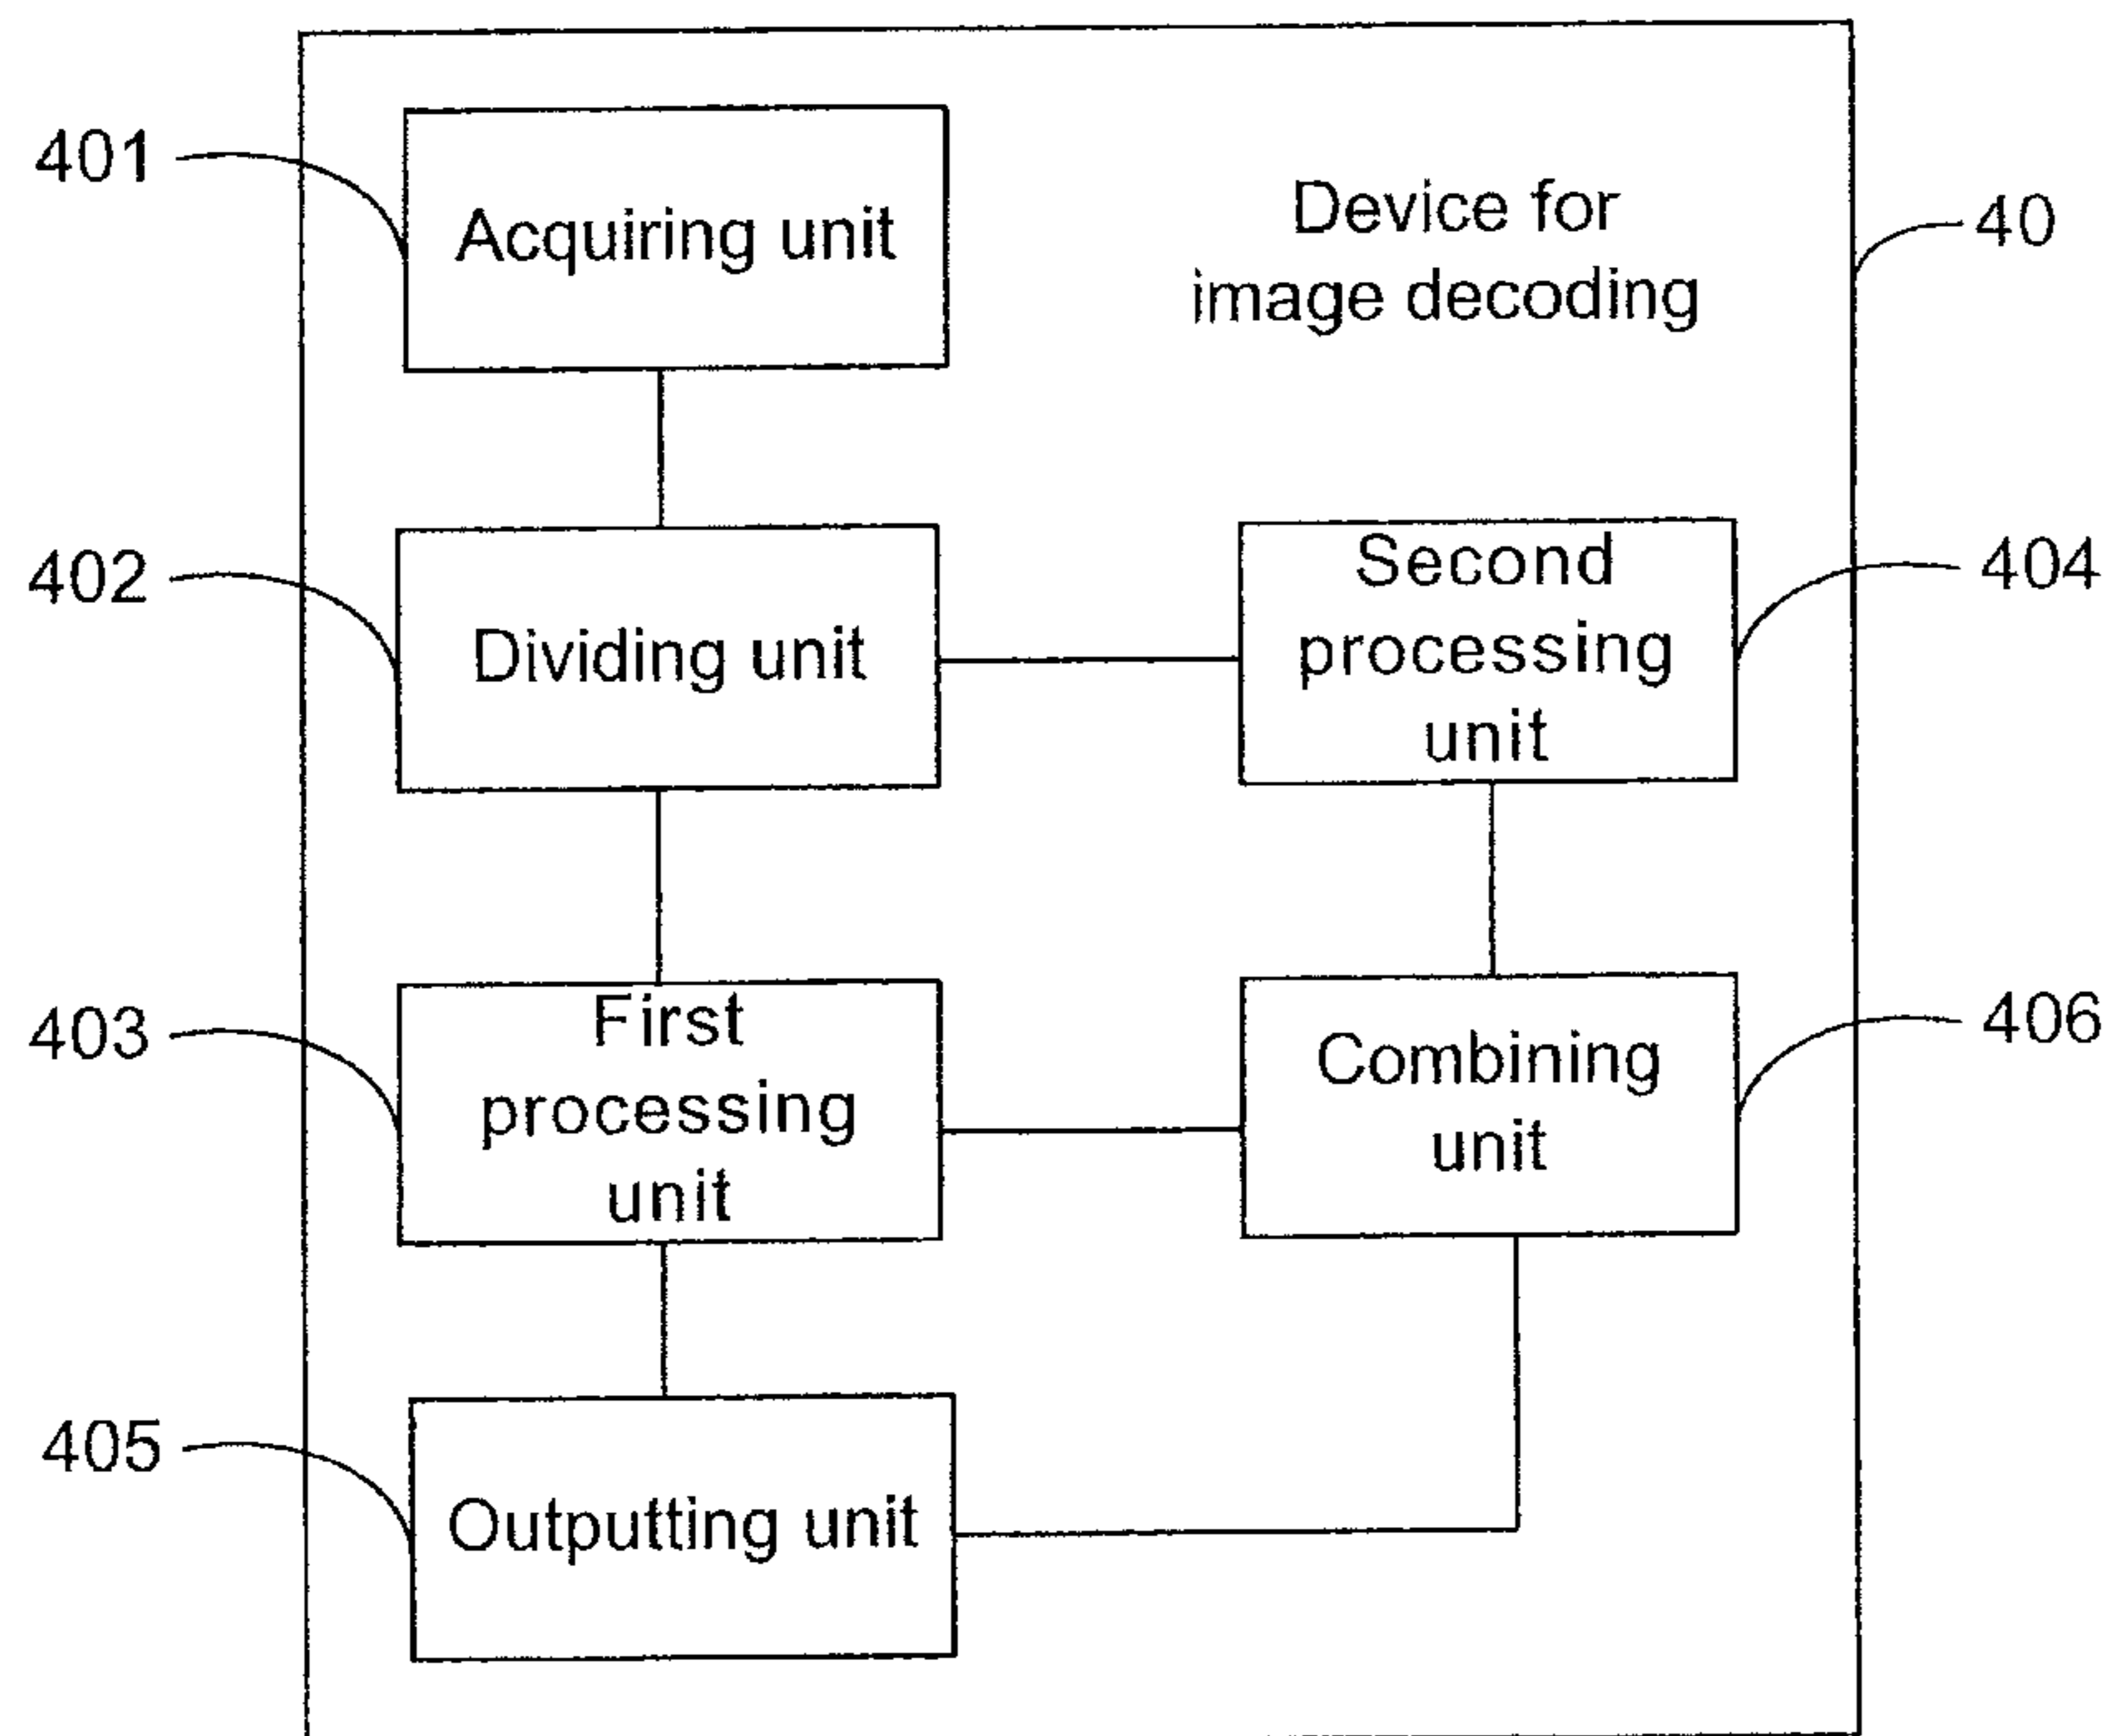 401
Acquiring unit
Device for
image decoding
40
402
Dividing unit
Second
processing
unit
404
403
First
processing
unit
Combining
unit
406
405
Outputting unit